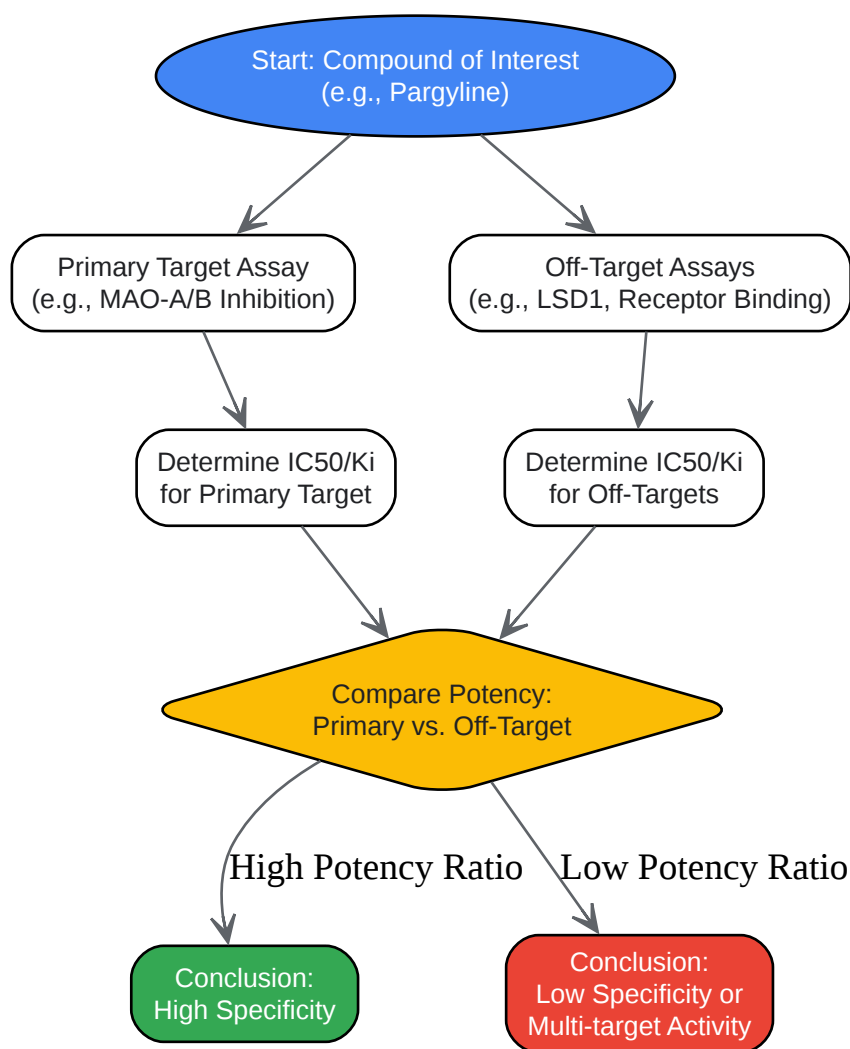 Start: Compound of Interest
(e.g., Pargyline)
Primary Target Assay
(e.g., MAO-A/B Inhibition)
Off-Target Assays
(e.g., LSD1, Receptor Binding)
Determine IC50/Ki
for Primary Target
Determine IC50/Ki
for Off-Targets
Compare Potency:
Primary vs. Off-Target
High Potency Ratio
Low Potency Ratio
Conclusion:
High Specificity
Conclusion:
Low Specificity or
Multi-target Activity